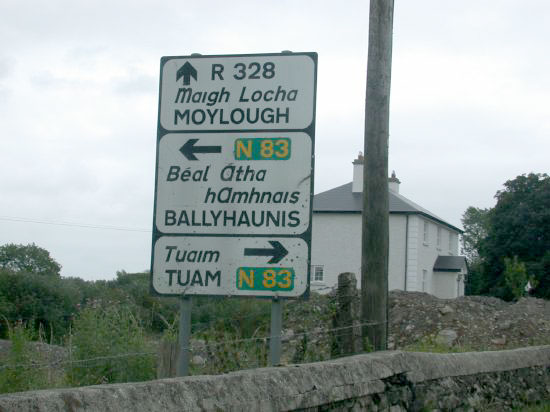 R 328
Maigh Locha
MOYLOUGH
N 83
Béal Átha
hAmhnais
BALLYHAUNIS
Tuaim
TUAM
N 83